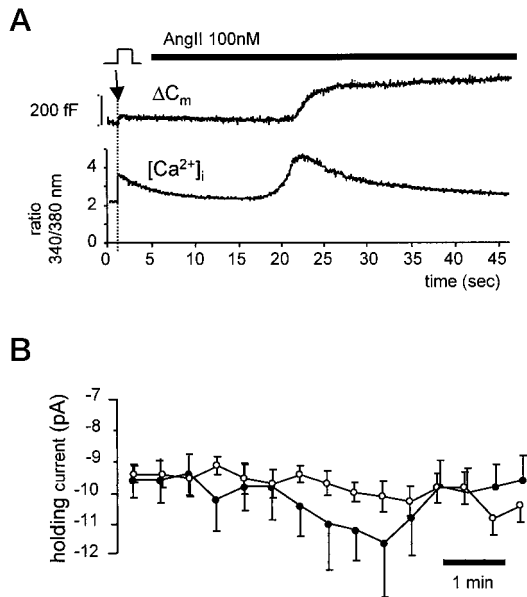 A
AngII 100nM
200 fF
ΔCm
[Ca2+]i
ratio
340/380 nm
4
2
0
0 5 10 15 20 25 30 35 40 45
time (sec)
B
holding current (pA)
-7
-8
-9
-10
-11
-12
1 min